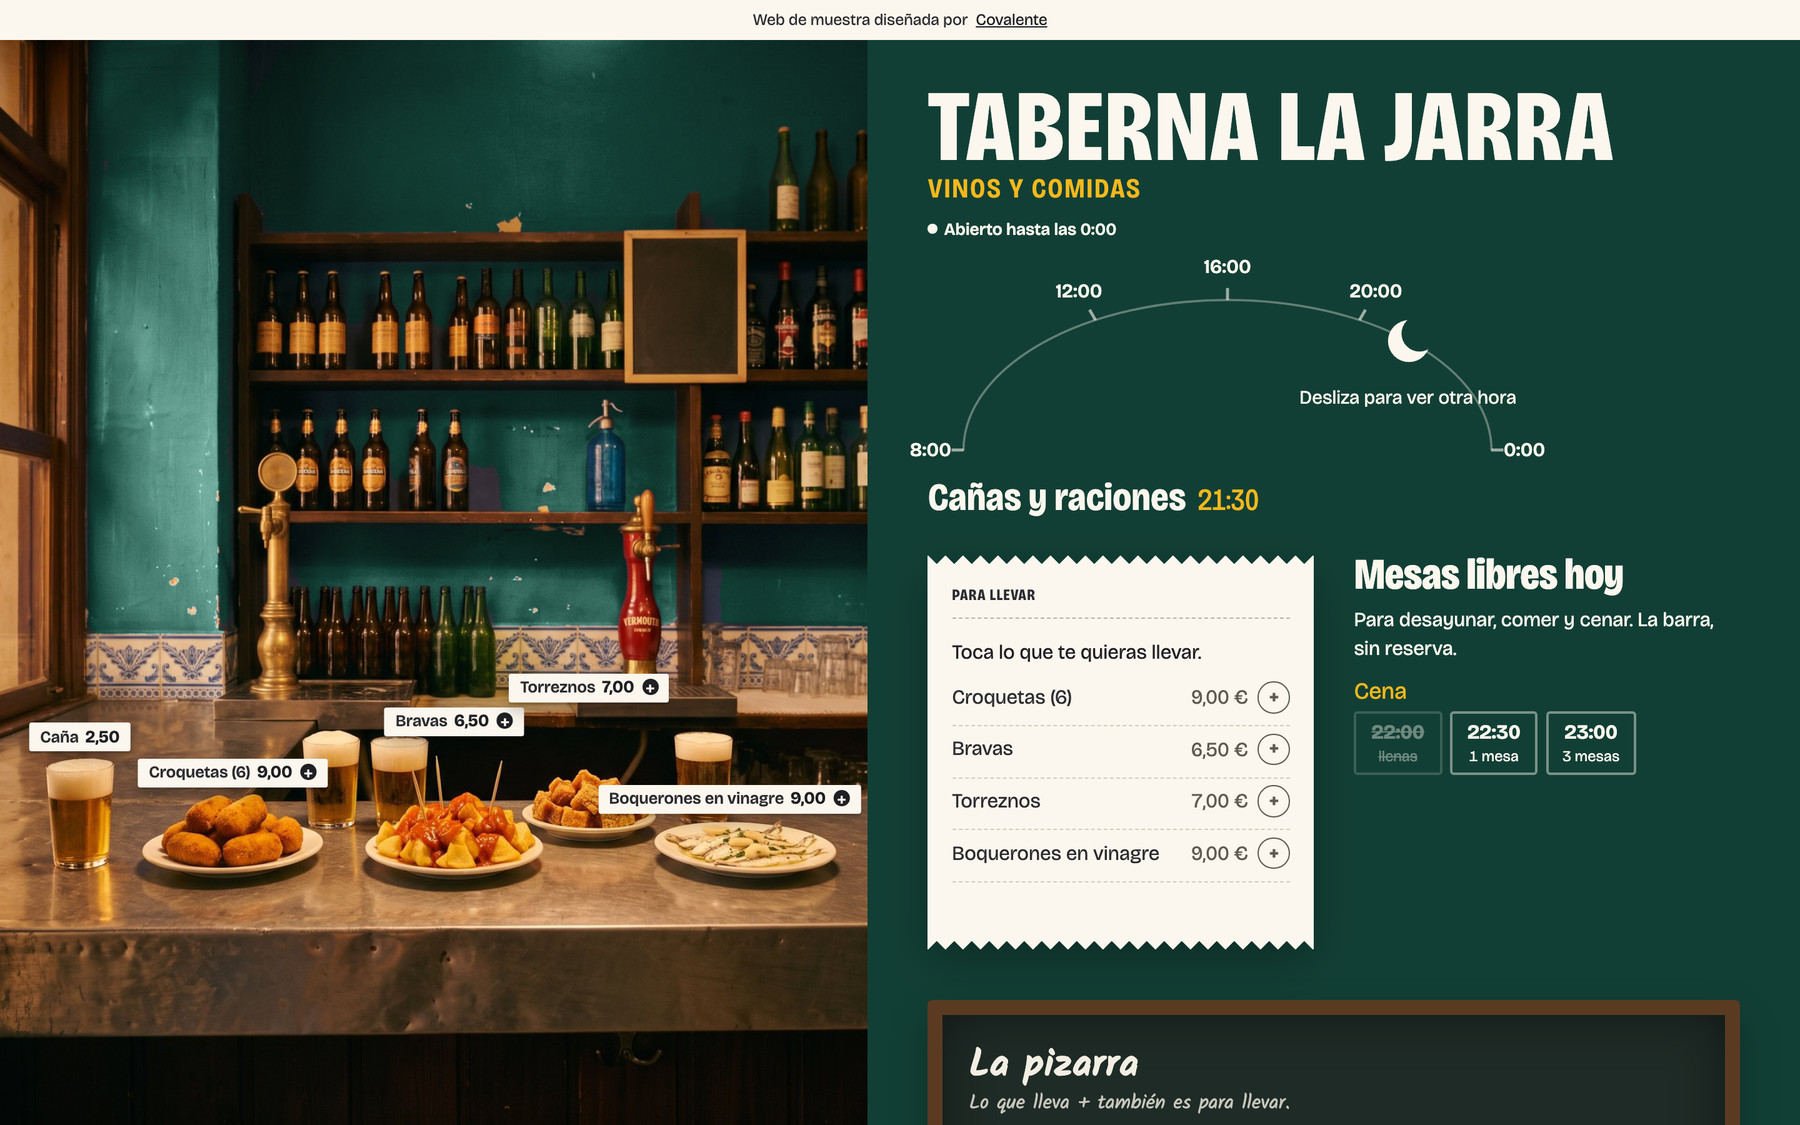 Web de muestra diseñada por Covalente
TABERNA LA JARRA
VINOS Y COMIDAS
Abierto hasta las 0:00
16:00
12:00
20:00
Desliza para ver otra hora
8:00
0:00
Cañas y raciones 21:30
PARA LLEVAR
Toca lo que te quieras llevar.
Croquetas (6) 9,00 € +
Bravas 6,50 € +
Torreznos 7,00 € +
Boquerones en vinagre 9,00 € +
Mesas libres hoy
Para desayunar, comer y cenar. La barra,
sin reserva.
Cena
22:00
llenas
22:30
1 mesa
23:00
3 mesas
La pizarra
Lo que lleva + también es para llevar.
VERMOUTH
Torreznos 7,00 +
Bravas 6,50 +
Caña 2,50
Croquetas (6) 9,00 +
Boquerones en vinagre 9,00 +